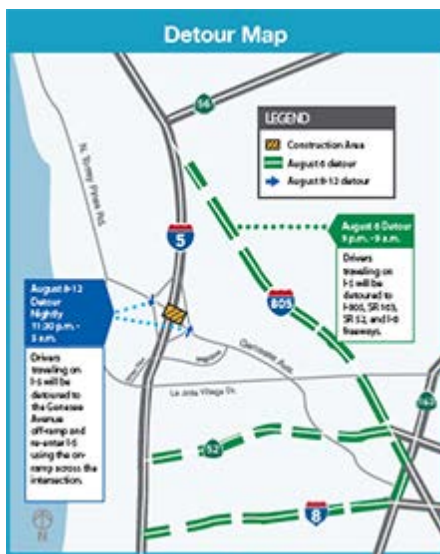 Detour Map
56
LEGEND
Construction Area
August 6 detour
August 8-12 detour
N. Torrey Pines Rd.
5
August 6 Detour
9 p.m. - 9 a.m.
Drivers
traveling on
I-5 will be
detoured to
I-805, SR 163,
SR 52, and I-8
freeways.
805
August 8-12
Detour
Nightly
11:30 p.m. -
5 a.m.
Drivers
traveling on
I-5 will be
detoured to
the Genesee
Avenue
off-ramp and
re-enter I-5
using the on-
ramp across the
intersection.
Genesee Ave.
La Jolla Village Dr.
163
52
8
N